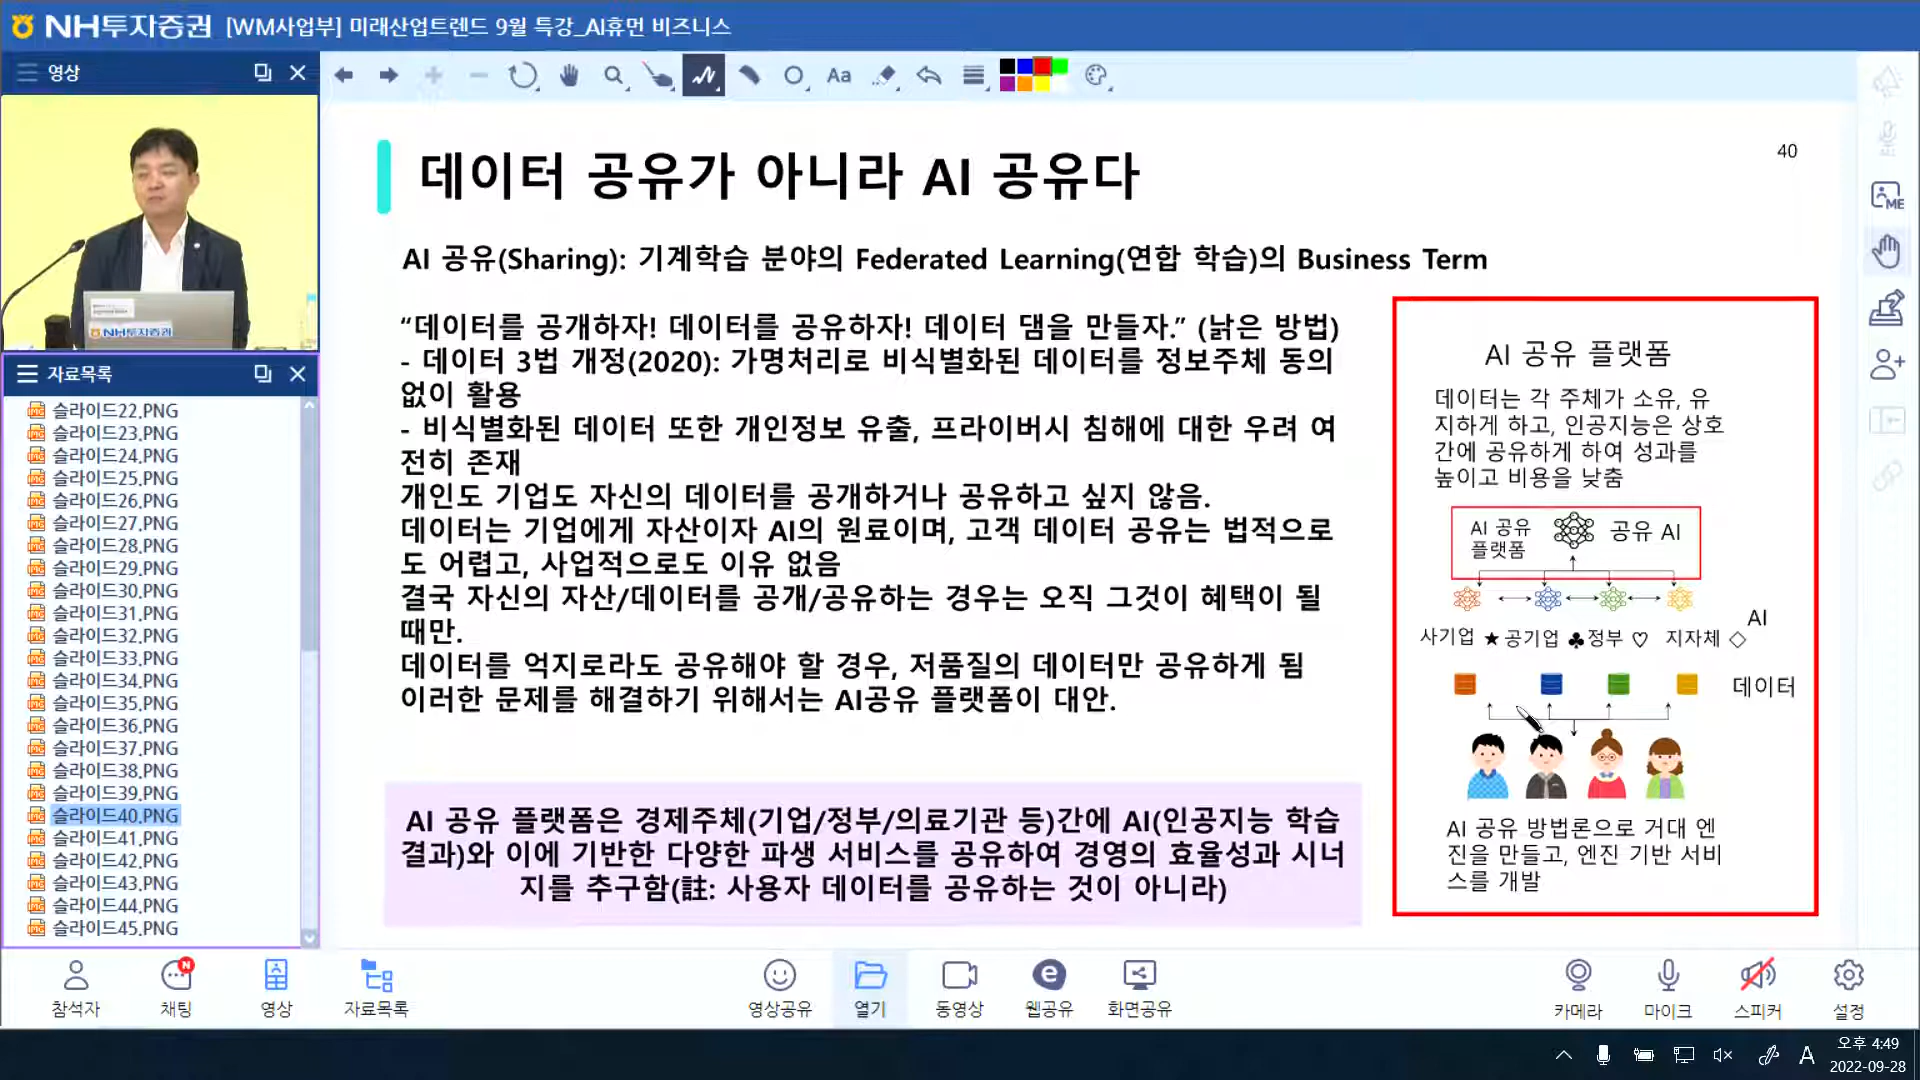 NH투자증권 [WM사업부] 미래산업트렌드 9월 특강_AI휴먼 비즈니스
영상
NH투자증권
자료목록
슬라이드22.PNG
슬라이드23.PNG
슬라이드24.PNG
슬라이드25.PNG
슬라이드26.PNG
슬라이드27.PNG
슬라이드28.PNG
슬라이드29.PNG
슬라이드30.PNG
슬라이드31.PNG
슬라이드32.PNG
슬라이드33.PNG
슬라이드34.PNG
슬라이드35.PNG
슬라이드36.PNG
슬라이드37.PNG
슬라이드38.PNG
슬라이드39.PNG
슬라이드40.PNG
슬라이드41.PNG
슬라이드42.PNG
슬라이드43.PNG
슬라이드44.PNG
슬라이드45.PNG
Aa
40
데이터 공유가 아니라 AI 공유다
AI 공유(Sharing): 기계학습 분야의 Federated Learning(연합 학습)의 Business Term
“데이터를 공개하자! 데이터를 공유하자! 데이터 댐을 만들자.” (낡은 방법)
- 데이터 3법 개정(2020): 가명처리로 비식별화된 데이터를 정보주체 동의
없이 활용
- 비식별화된 데이터 또한 개인정보 유출, 프라이버시 침해에 대한 우려 여
전히 존재
개인도 기업도 자신의 데이터를 공개하거나 공유하고 싶지 않음.
데이터는 기업에게 자산이자 AI의 원료이며, 고객 데이터 공유는 법적으로
도 어렵고, 사업적으로도 이유 없음
결국 자신의 자산/데이터를 공개/공유하는 경우는 오직 그것이 혜택이 될
때만.
데이터를 억지로라도 공유해야 할 경우, 저품질의 데이터만 공유하게 됨
이러한 문제를 해결하기 위해서는 AI공유 플랫폼이 대안.
AI 공유 플랫폼은 경제주체(기업/정부/의료기관 등)간에 AI(인공지능 학습
결과)와 이에 기반한 다양한 파생 서비스를 공유하여 경영의 효율성과 시너
지를 추구함(註: 사용자 데이터를 공유하는 것이 아니라)
AI 공유 플랫폼
데이터는 각 주체가 소유, 유
지하게 하고, 인공지능은 상호
간에 공유하게 하여 성과를
높이고 비용을 낮춤
AI 공유
플랫폼
공유 AI
AI
사기업 ★ 공기업 ♣ 정부 ♡ 지자체 ◇
데이터
AI 공유 방법론으로 거대 엔
진을 만들고, 엔진 기반 서비
스를 개발
ME
참석자
채팅
N
영상
자료목록
영상공유
열기
동영상
웹공유
화면공유
카메라
마이크
스피커
설정
A
오후 4:49
2022-09-28